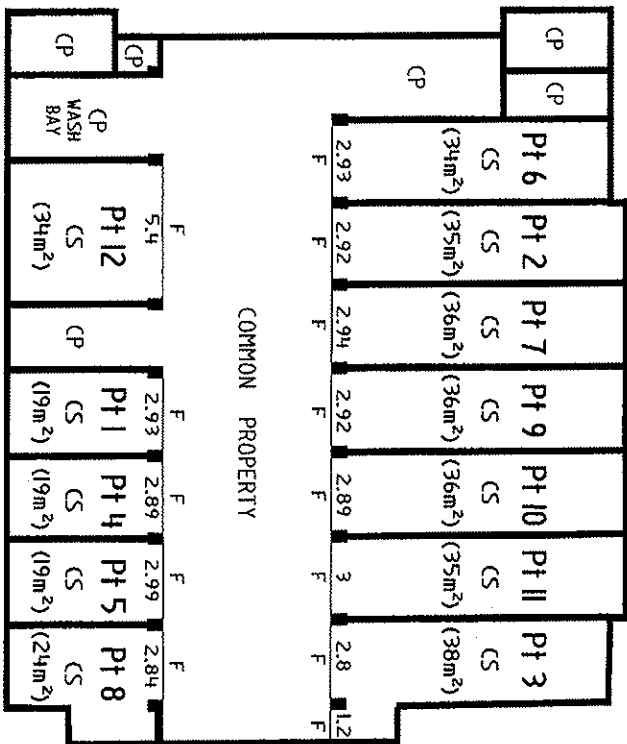 CP
CP
CP
WASH
BAY
F
5.4
Pt 12
CS
(34m²)
CP
F
2.93
Pt 1
CS
(19m²)
F
2.89
Pt 4
CS
(19m²)
F
2.99
Pt 5
CS
(19m²)
F
2.84
Pt 8
CS
(24m²)
COMMON PROPERTY
CP
CP
CP
Pt 6
CS
(34m²)
2.93
F
Pt 2
CS
(35m²)
2.92
F
Pt 7
CS
(36m²)
2.94
F
Pt 9
CS
(36m²)
2.92
F
Pt 10
CS
(36m²)
2.89
F
Pt 11
CS
(35m²)
3
F
Pt 3
CS
(38m²)
2.8
F
1.2
F